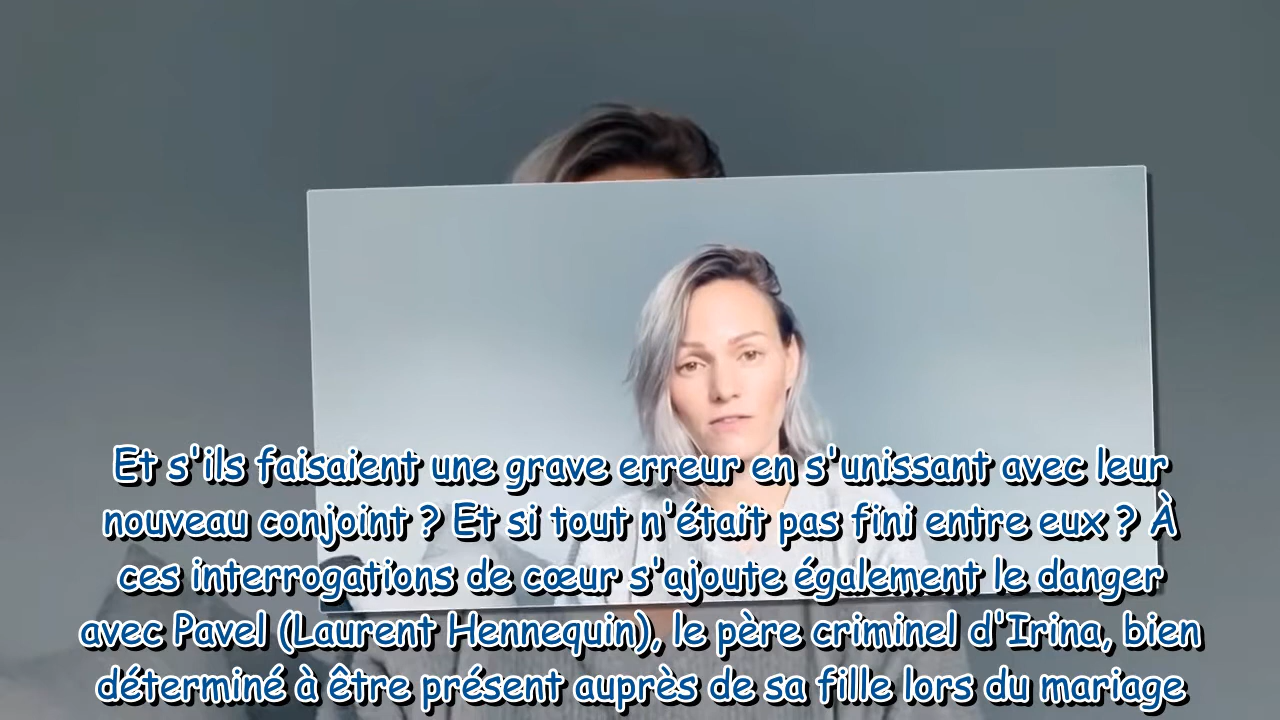 Et s'ils faisaient une grave erreur en s'unissant avec leur
nouveau conjoint ? Et si tout n'était pas fini entre eux ? À
ces interrogations de cœur s'ajoute également le danger
avec Pavel (Laurent Hennequin), le père criminel d'Irina, bien
déterminé à être présent auprès de sa fille lors du mariage